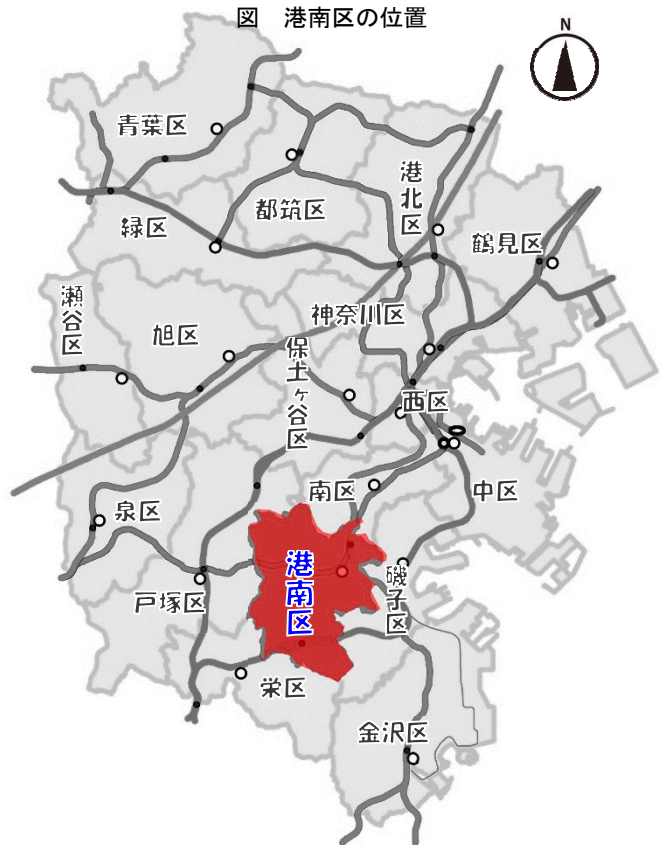 図　港南区の位置
N
青葉区
港北区
都筑区
緑区
鶴見区
瀬谷区
神奈川区
旭区
保土ヶ谷区
西区
南区
中区
泉区
港南区
磯子区
戸塚区
栄区
金沢区